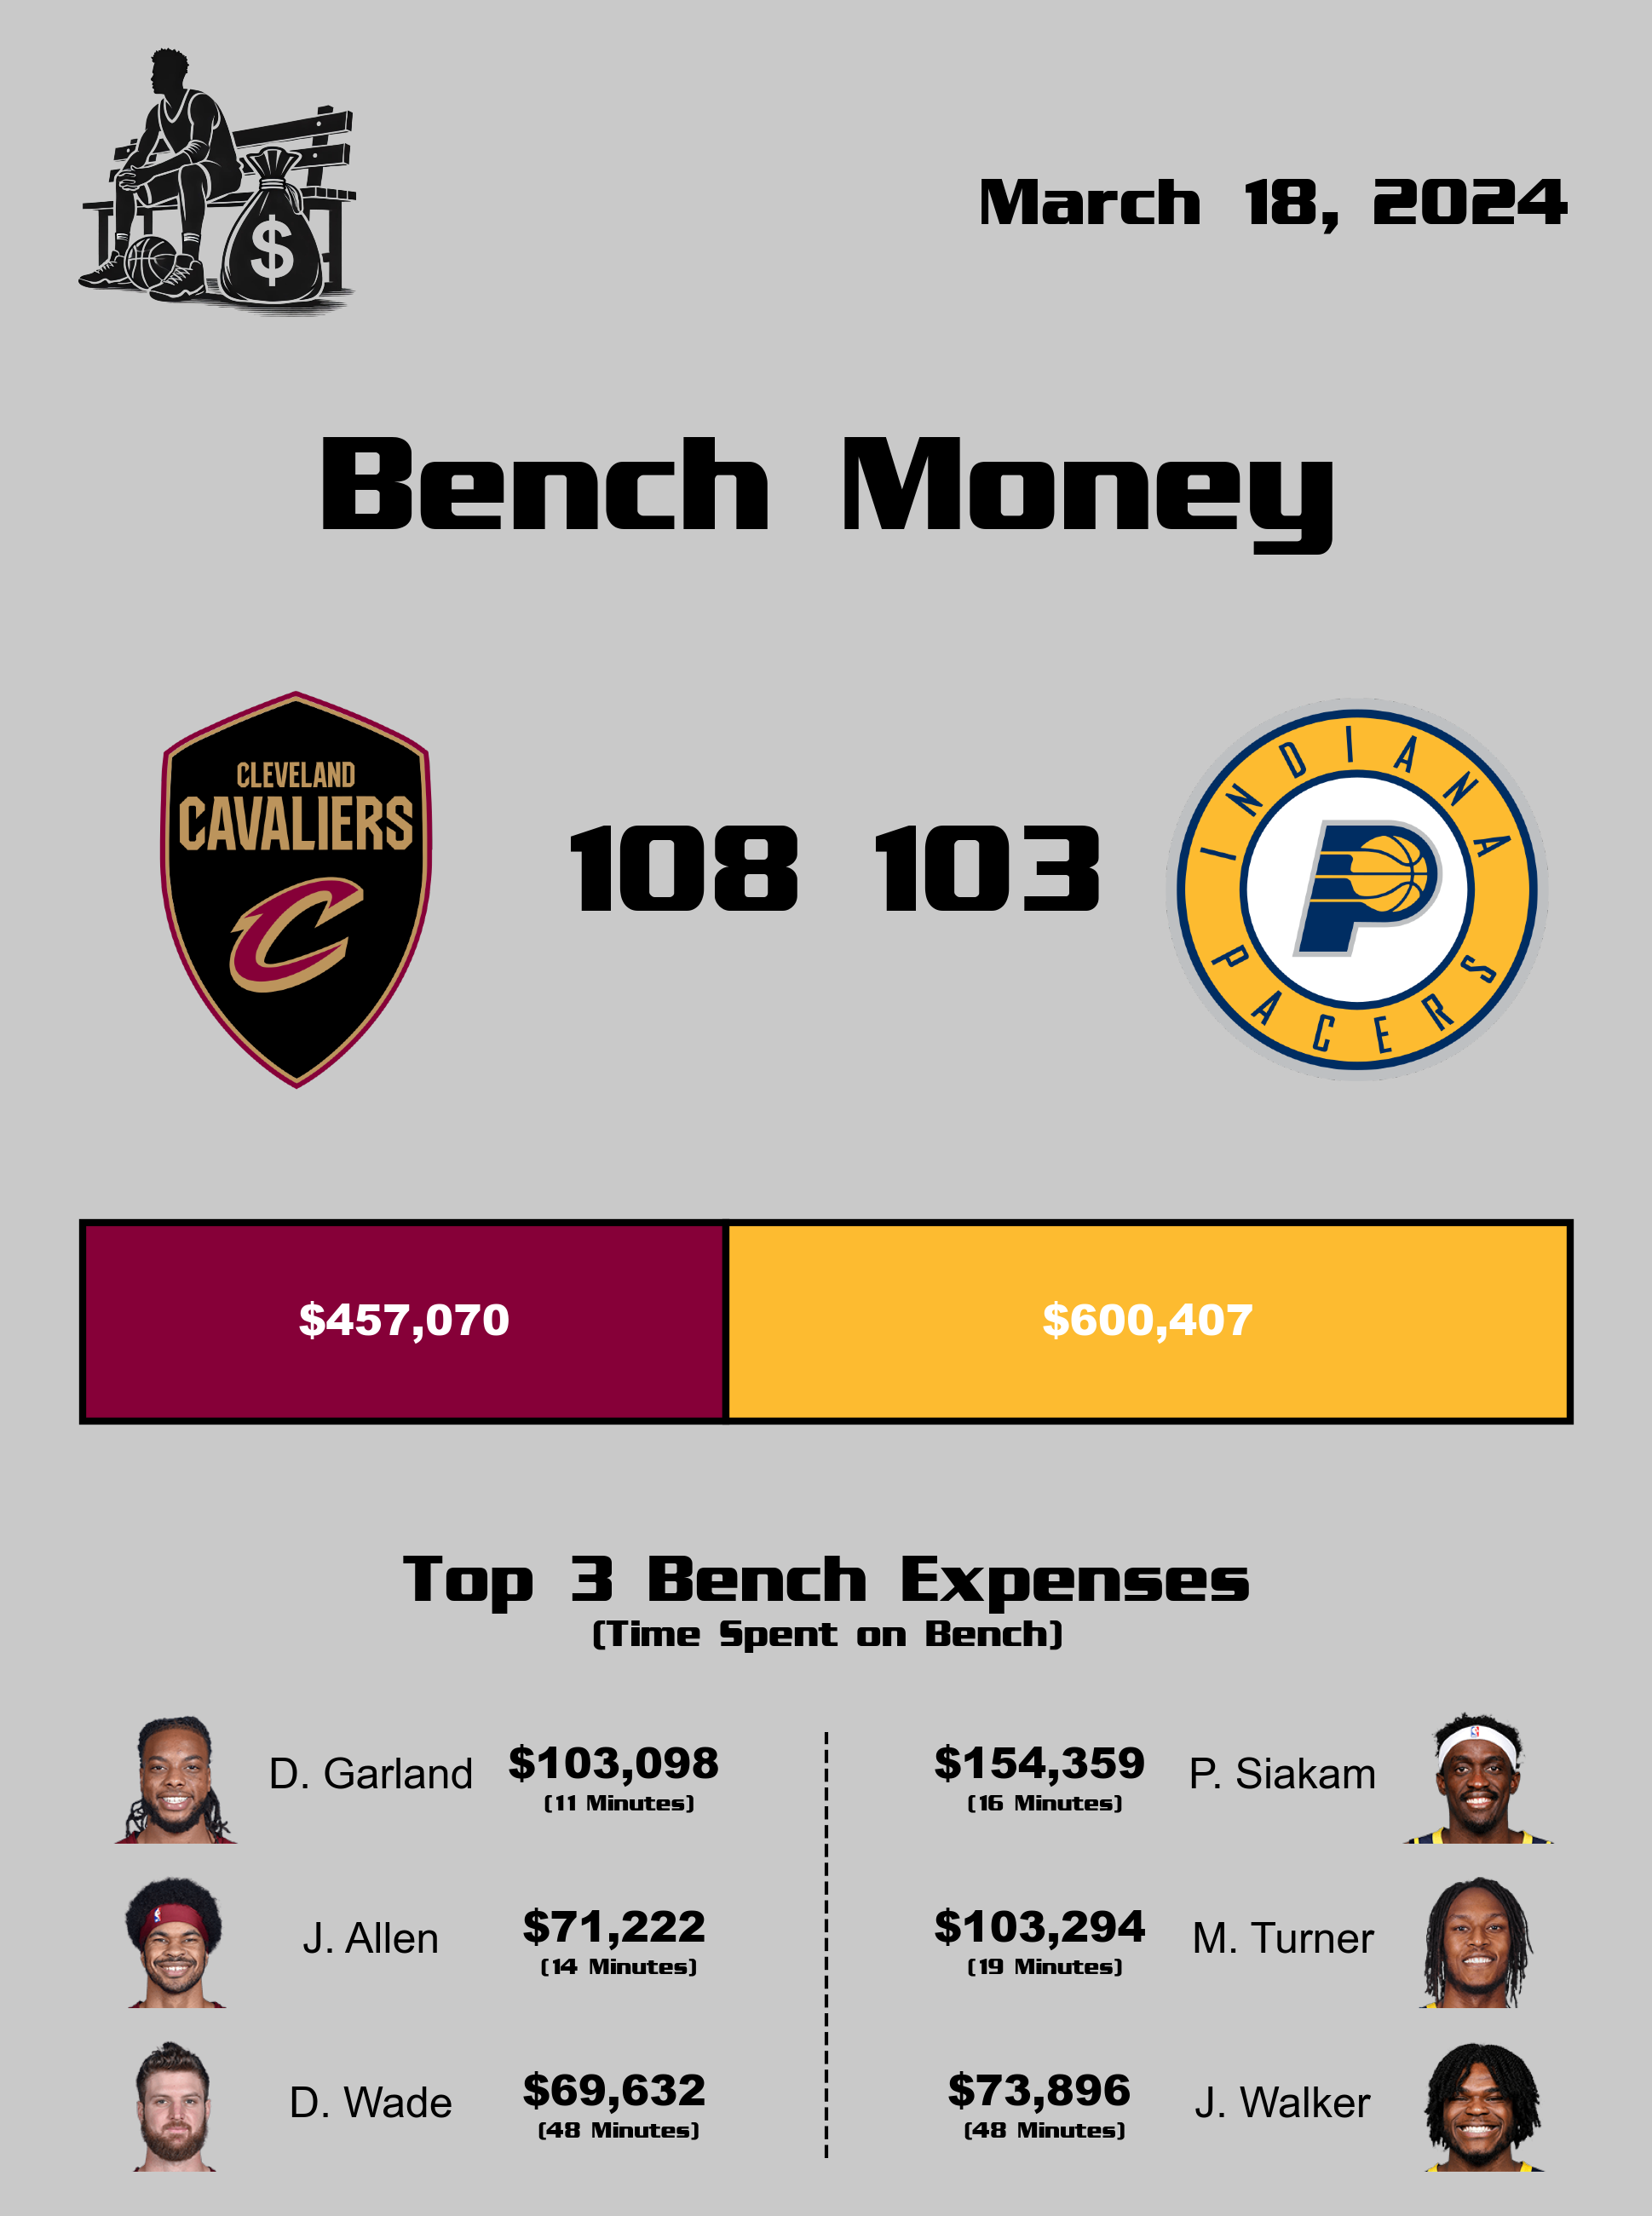 March 18, 2024
$
Bench Money
CLEVELAND
CAVALIERS
C
108 103
INDIANA
PACERS
P
$457,070 $600,407
Top 3 Bench Expenses
(Time Spent on Bench)
D. Garland $103,098 $154,359 P. Siakam
(11 Minutes) (16 Minutes)
J. Allen $71,222 $103,294 M. Turner
(14 Minutes) (19 Minutes)
D. Wade $69,632 $73,896 J. Walker
(48 Minutes) (48 Minutes)